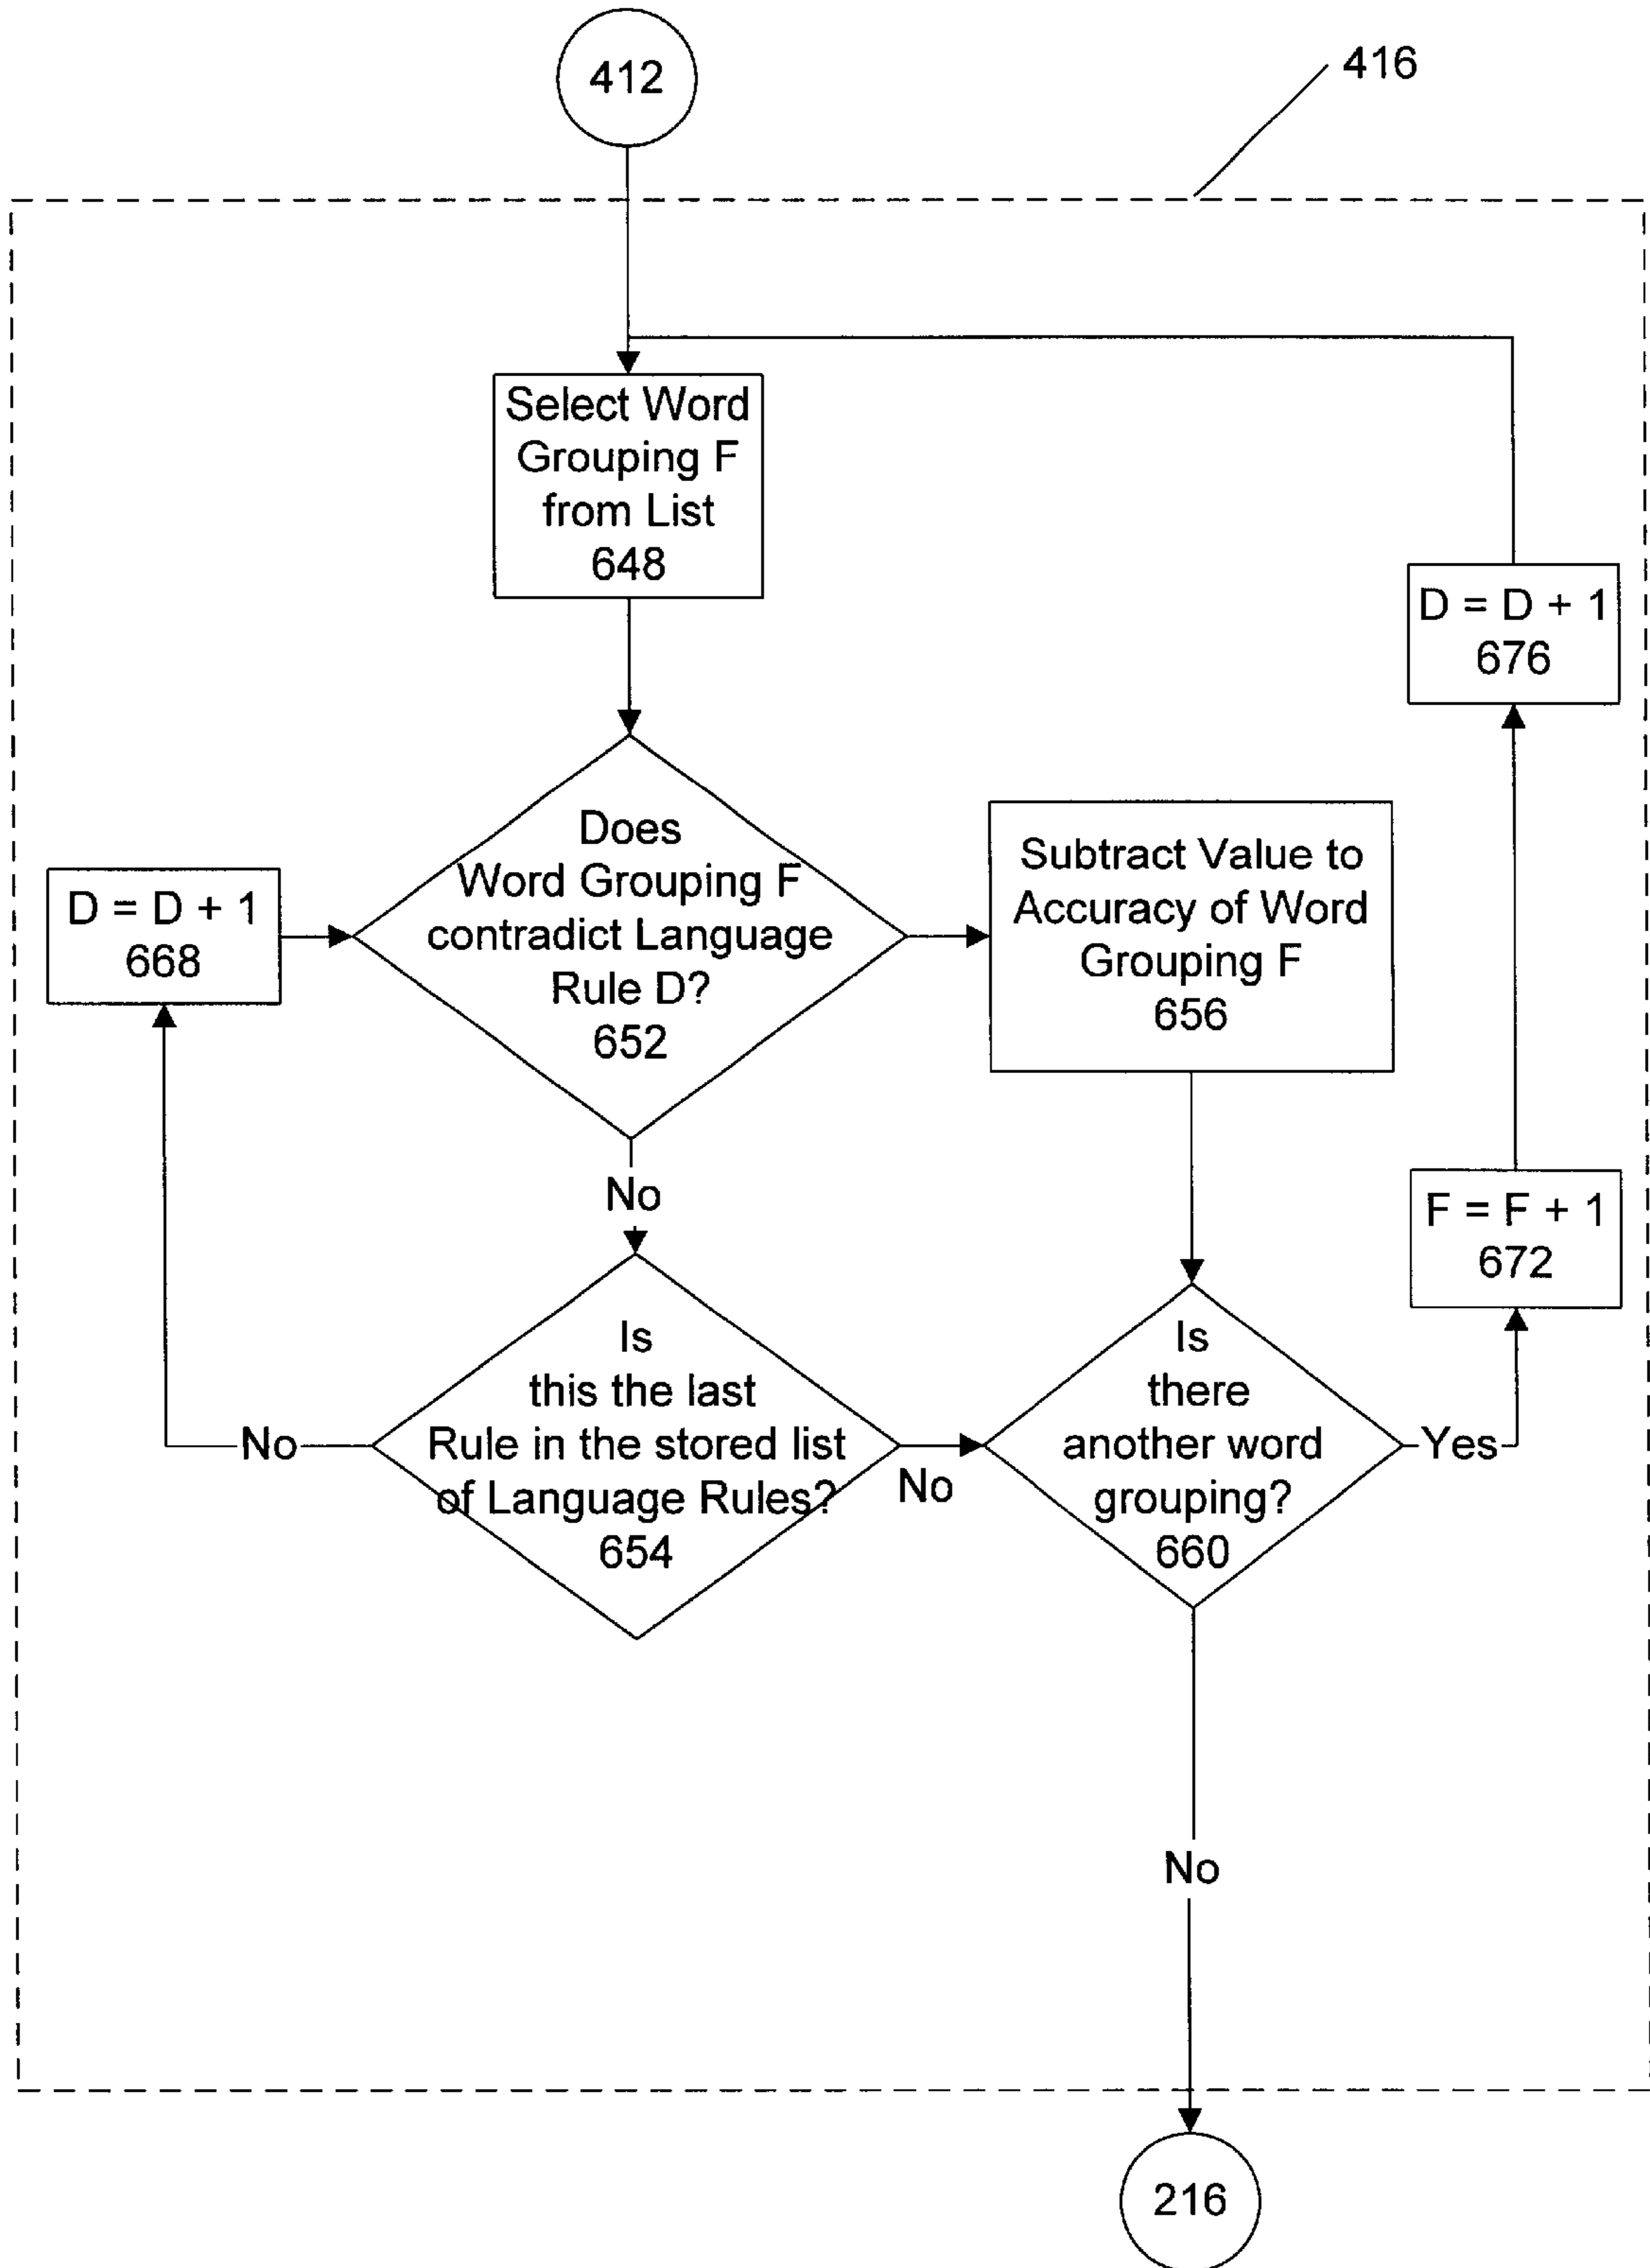 412
416
Select Word
Grouping F
from List
648
D = D + 1
676
Does
Word Grouping F
contradict Language
Rule D?
652
Subtract Value to
Accuracy of Word
Grouping F
656
D = D + 1
668
No
F = F + 1
672
Is
this the last
Rule in the stored list
of Language Rules?
654
No
No
Is
there
another word
grouping?
660
Yes
No
216